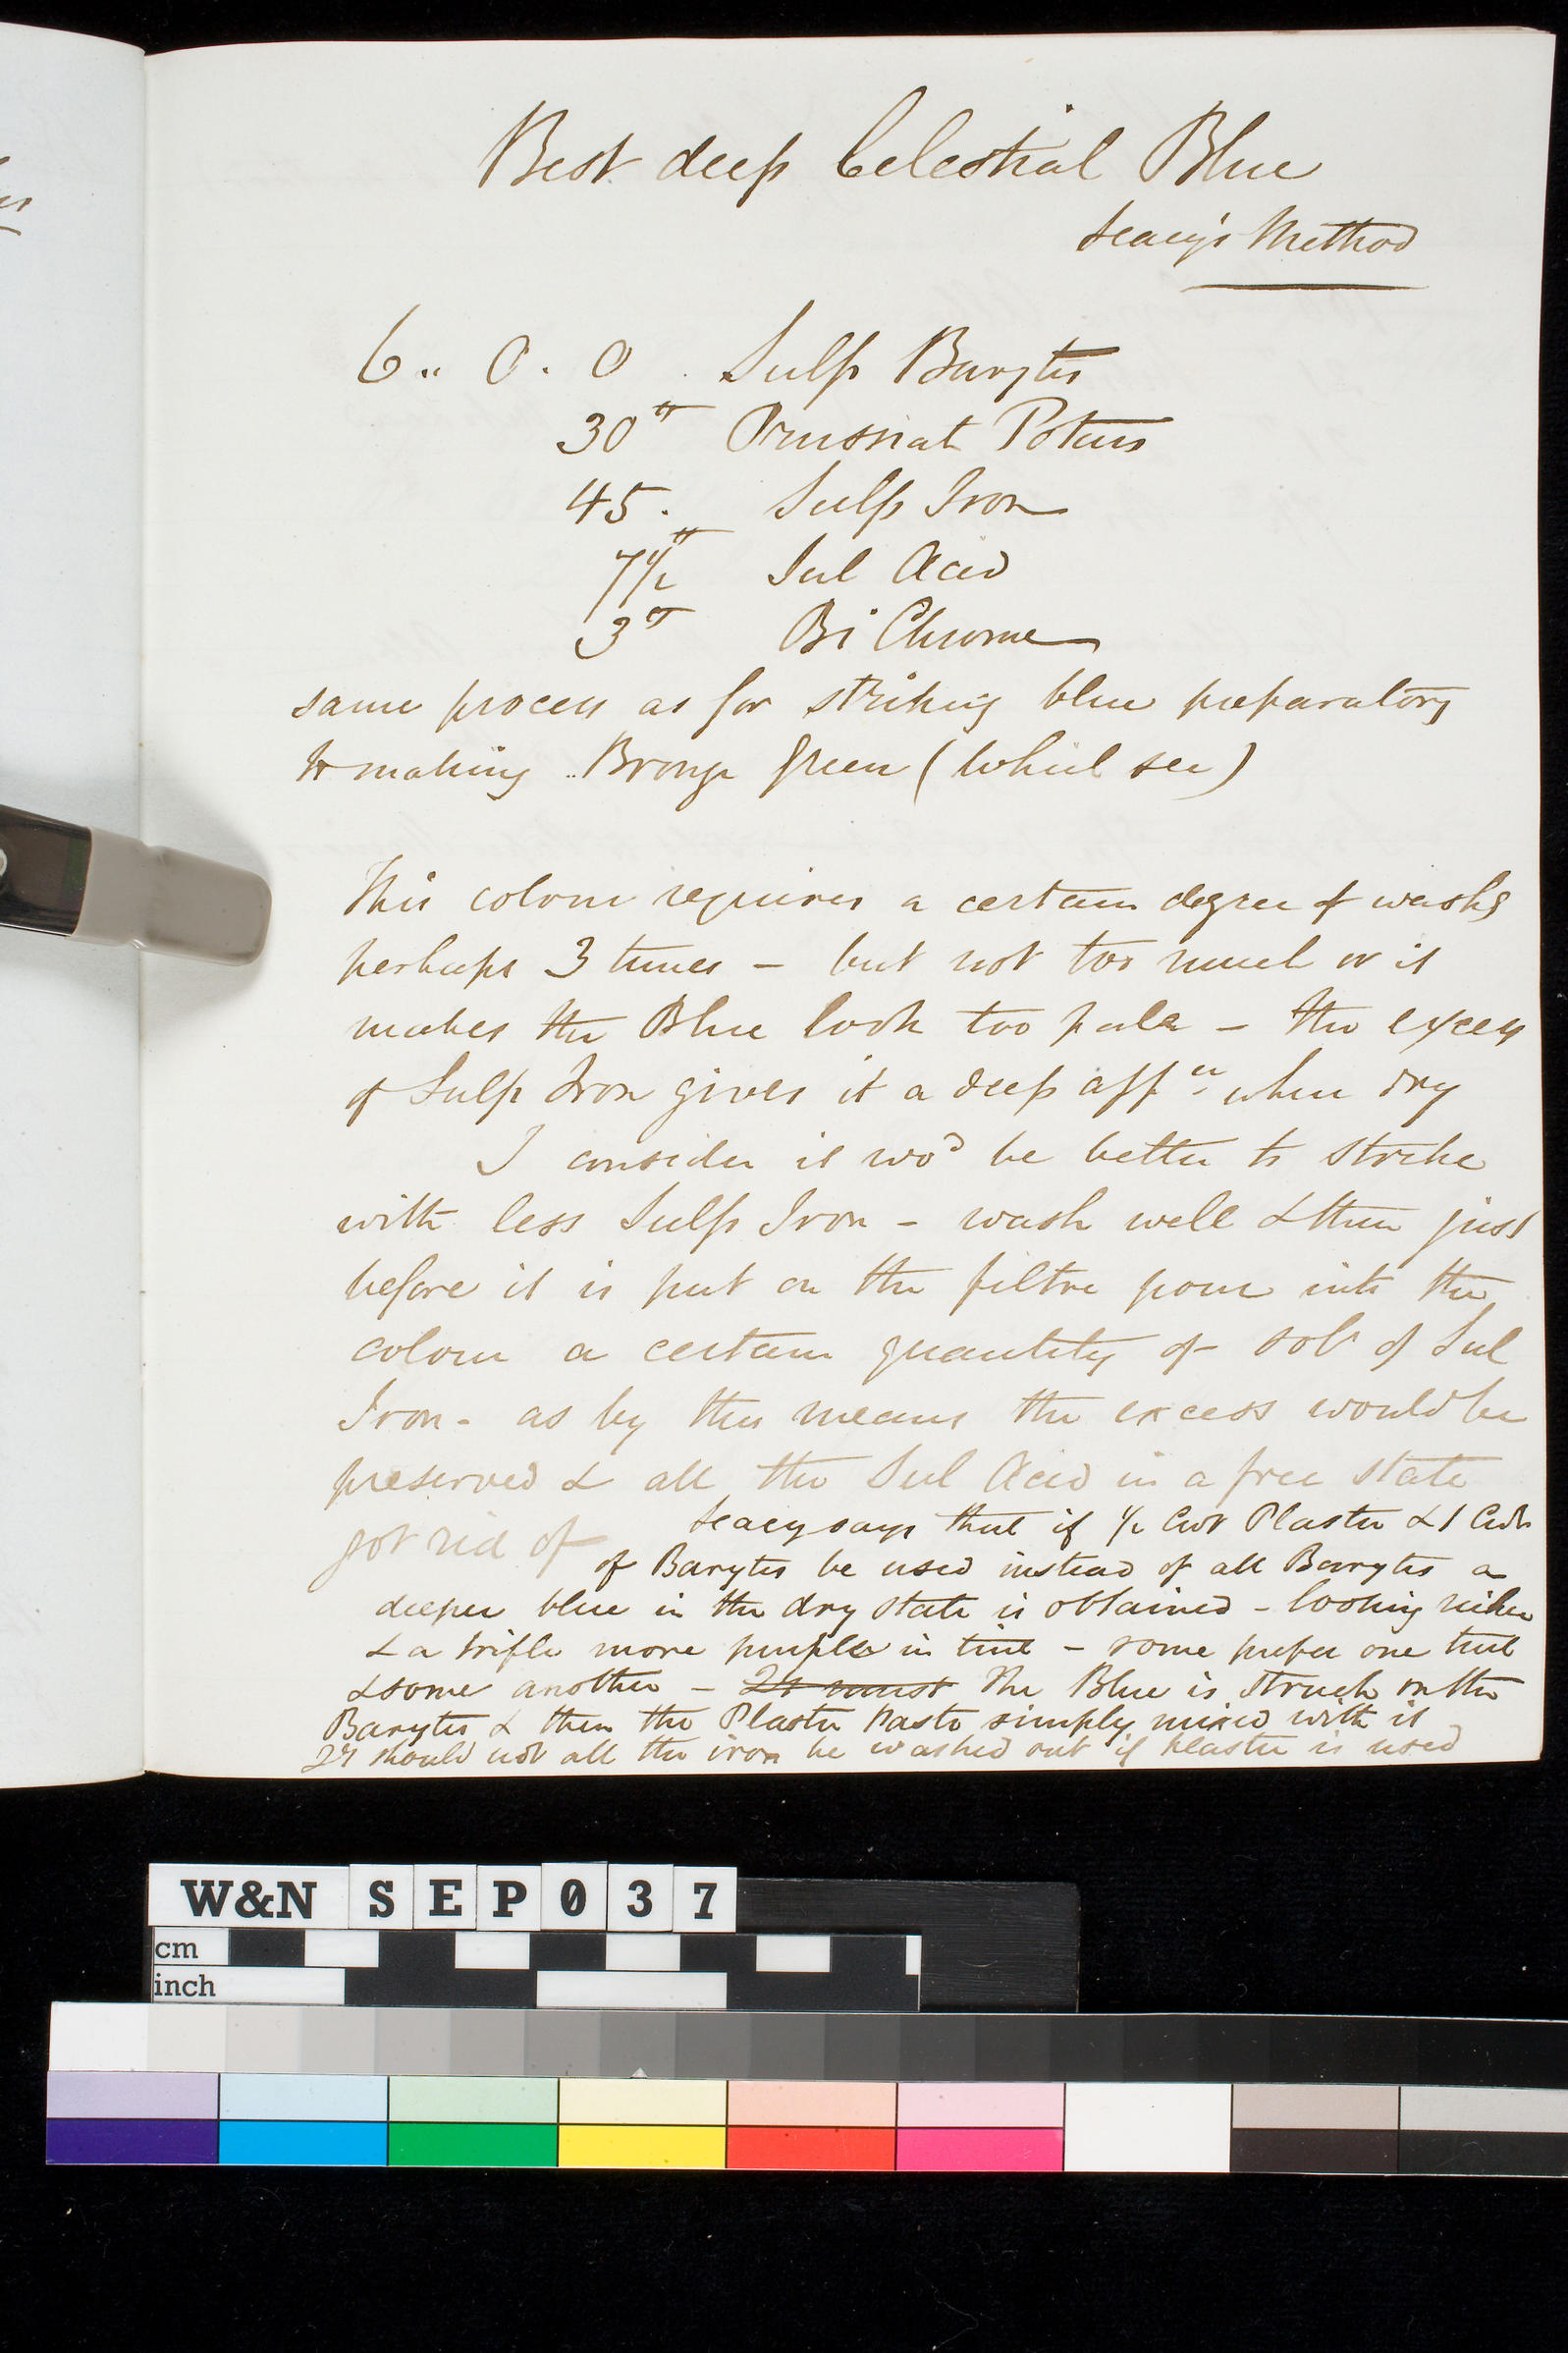 Best deep Celestial Blue
Seacy's Method
6.. 0 . 0 Sulp Barytes
30 lb Prussiat Potass
45. Sulp Iron
7 1/2 lb Sul Acid
3 lb Bi Chrome
same process as for striking blue preparatory
to making .. Bronze Green (which see)
This colour requires a certain degree of washg
perhaps 3 times - but not too much or it
makes the Blue look too pale - the excess
of Sulp Iron gives it a deep appce when dry
I consider it wod be better to strike
with less Sulp Iron - wash well & then just
before it is put on the filtre pour into the
colour a certain quantity of soln of Sul
Iron - as by this means the excess would be
preserved & all the Sul Acid in a free state
got rid of
Seacy says that if 1/2 Cwt Plaster & 1 Cwt
of Barytes be used instead of all Barytes a
deeper blue in the dry state is obtained - looking richer
& a trifle more purple in tint - some prefer one tint
& some another - It must The Blue is struck on the
Barytes & then the Plaster Paste simply mixed with it
It should not all the iron be washed out if plaster is used
W&N SEP037
cm
inch